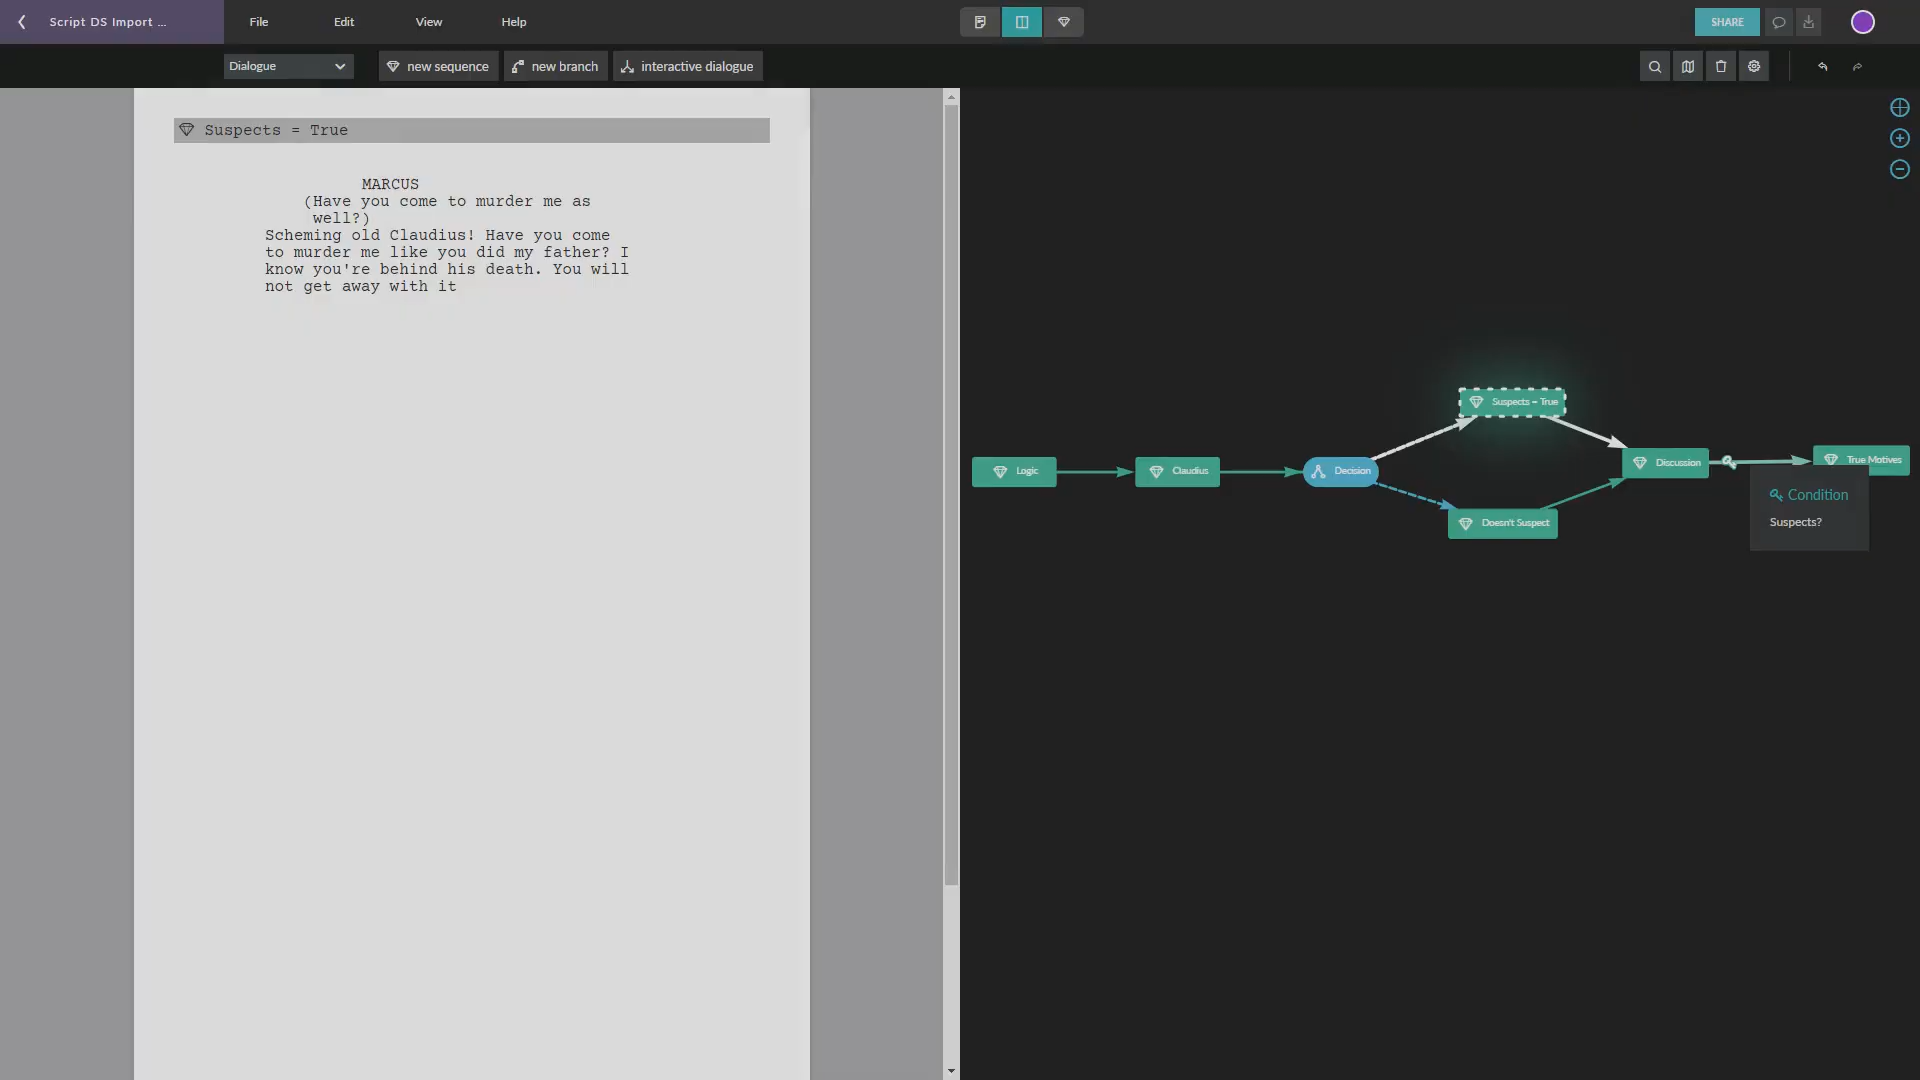 Script DS Import ...
File
Edit
View
Help
SHARE
Dialogue
new sequence
new branch
interactive dialogue
Suspects = True
MARCUS
(Have you come to murder me as
well?)
Scheming old Claudius! Have you come
to murder me like you did my father? I
know you're behind his death. You will
not get away with it
Suspects = True
Logic
Claudius
Decision
Discussion
True Motives
Doesn't Suspect
Condition
Suspects?